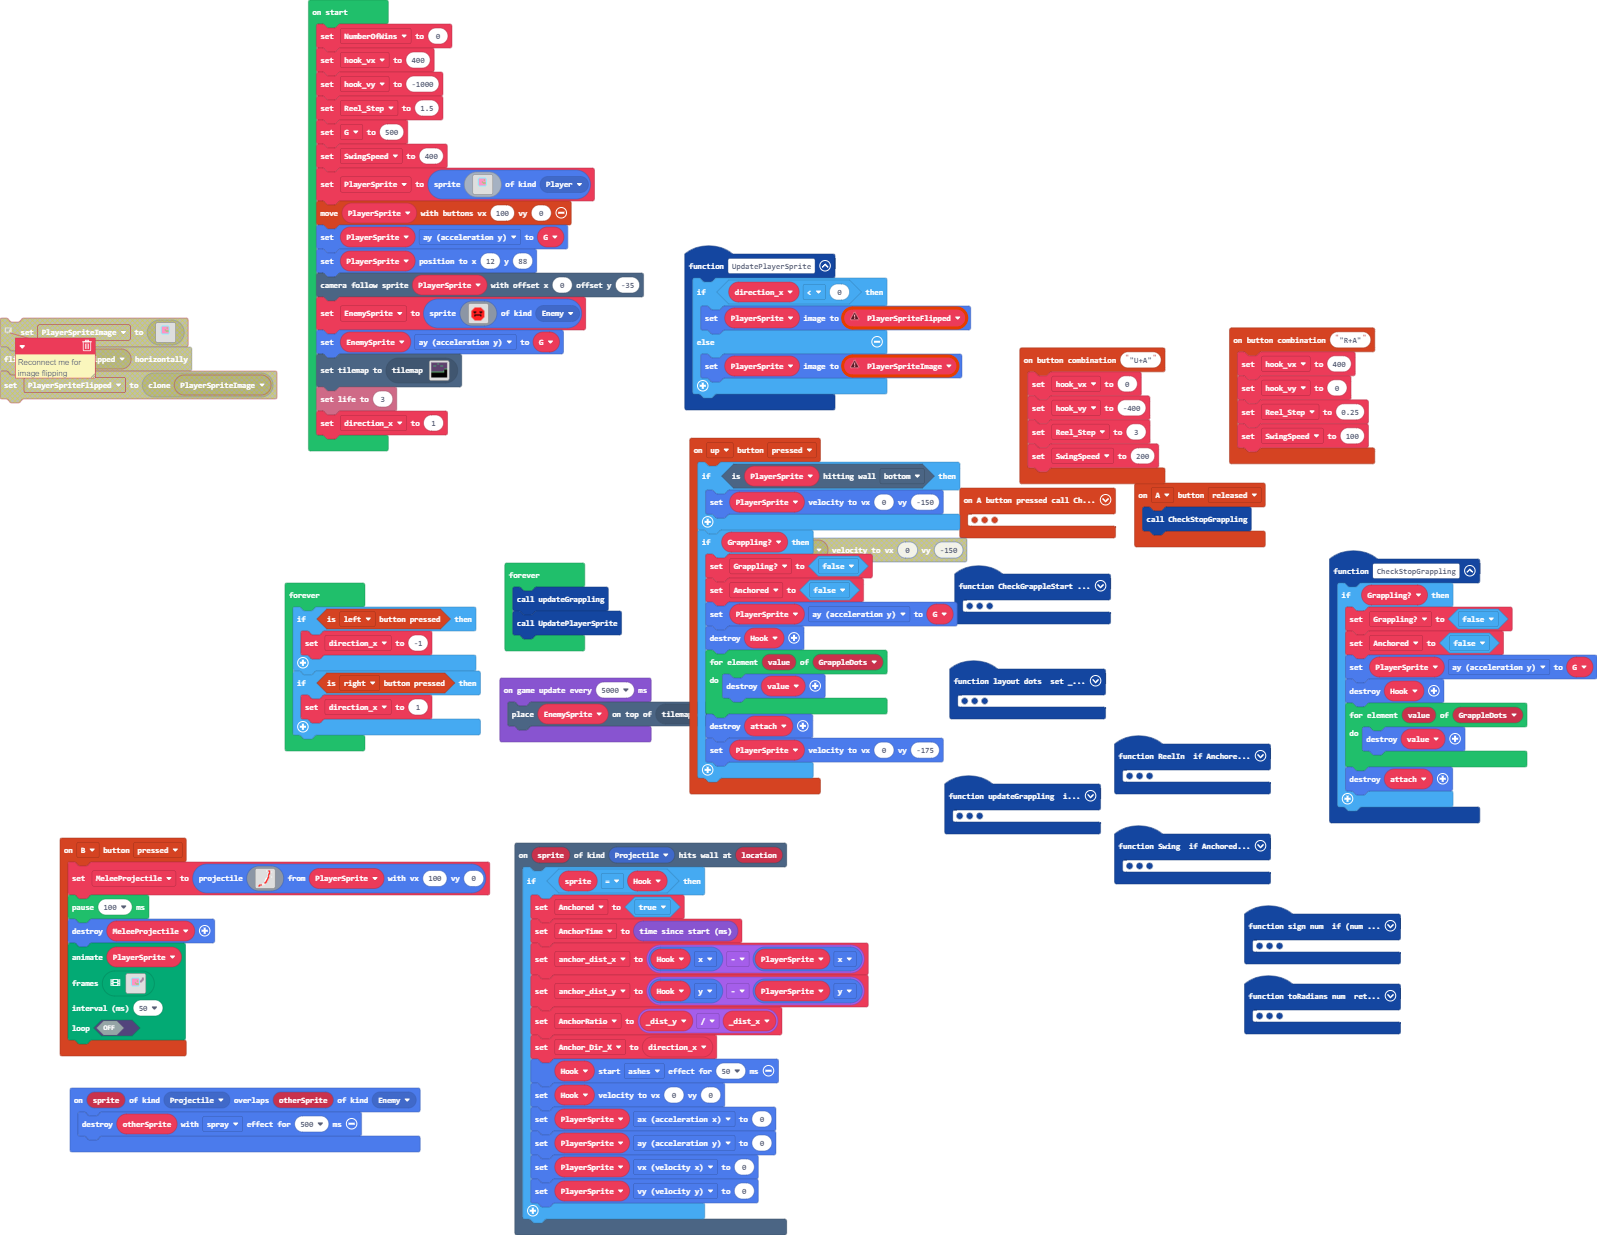 on start
set NumberOfWins to 0
set hook_vx to 400
set hook_vy to -1000
set Reel_Step to 1.5
set G to 500
set SwingSpeed to 400
set PlayerSprite to sprite of kind Player
move PlayerSprite with buttons vx 100 vy 0
set PlayerSprite ay (acceleration y) to G
set PlayerSprite position to x 12 y 88
camera follow sprite PlayerSprite with offset x 0 offset y -35
set EnemySprite to sprite of kind Enemy
set EnemySprite ay (acceleration y) to G
set tilemap to tilemap
set life to 3
set direction_x to 1
set PlayerSpriteImage to
Reconnect me for
image flipping
horizontally
set PlayerSpriteFlipped to clone PlayerSpriteImage
function UpdatePlayerSprite
if direction_x < 0 then
set PlayerSprite image to PlayerSpriteFlipped
else
set PlayerSprite image to PlayerSpriteImage
on button combination "U+A"
set hook_vx to 0
set hook_vy to -400
set Reel_Step to 3
set SwingSpeed to 200
on button combination "R+A"
set hook_vx to 400
set hook_vy to 0
set Reel_Step to 0.25
set SwingSpeed to 100
on up button pressed
if is PlayerSprite hitting wall bottom then
set PlayerSprite velocity to vx 0 vy -150
if Grappling? then
velocity to vx 0 vy -150
set Grappling? to false
set Anchored to false
set PlayerSprite ay (acceleration y) to G
destroy Hook
for element value of GrappleDots
do destroy value
destroy attach
set PlayerSprite velocity to vx 0 vy -175
on A button pressed call Ch...
on A button released
call CheckStopGrappling
function CheckGrappleStart ...
function layout dots set _...
function updateGrappling i...
function ReelIn if Anchore...
function Swing if Anchored...
function sign num if (num ...
function toRadians num ret...
function CheckStopGrappling
if Grappling? then
set Grappling? to false
set Anchored to false
set PlayerSprite ay (acceleration y) to G
destroy Hook
for element value of GrappleDots
do destroy value
destroy attach
forever
if is left button pressed then
set direction_x to -1
if is right button pressed then
set direction_x to 1
forever
call updateGrappling
call UpdatePlayerSprite
on game update every 5000 ms
place EnemySprite on top of tilemap
on B button pressed
set MeleeProjectile to projectile from PlayerSprite with vx 100 vy 0
pause 100 ms
destroy MeleeProjectile
animate PlayerSprite
frames
interval (ms) 50
loop OFF
on sprite of kind Projectile overlaps otherSprite of kind Enemy
destroy otherSprite with spray effect for 500 ms
on sprite of kind Projectile hits wall at location
if sprite = Hook then
set Anchored to true
set AnchorTime to time since start (ms)
set anchor_dist_x to Hook x - PlayerSprite x
set anchor_dist_y to Hook y - PlayerSprite y
set AnchorRatio to _dist_y / _dist_x
set Anchor_Dir_X to direction_x
Hook start ashes effect for 50 ms
set Hook velocity to vx 0 vy 0
set PlayerSprite ax (acceleration x) to 0
set PlayerSprite ay (acceleration y) to 0
set PlayerSprite vx (velocity x) to 0
set PlayerSprite vy (velocity y) to 0